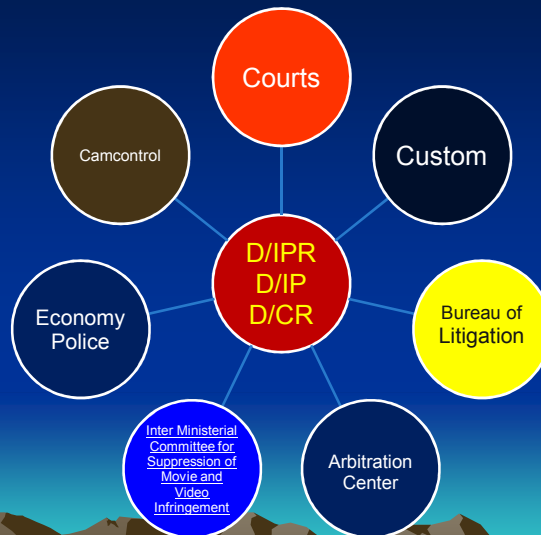 Courts
Camcontrol
Custom
D/IPR
D/IP
D/CR
Economy
Police
Bureau of
Litigation
Inter Ministerial
Committee for
Suppression of
Movie and
Video
Infringement
Arbitration
Center